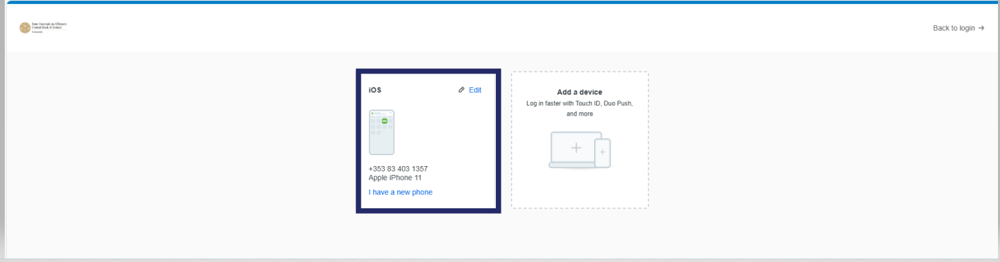 Banc Ceannais na hÉireann
Central Bank of Ireland
Back to login →
iOS
Edit
+353 83 403 1357
Apple iPhone 11
I have a new phone
Add a device
Log in faster with Touch ID, Duo Push,
and more